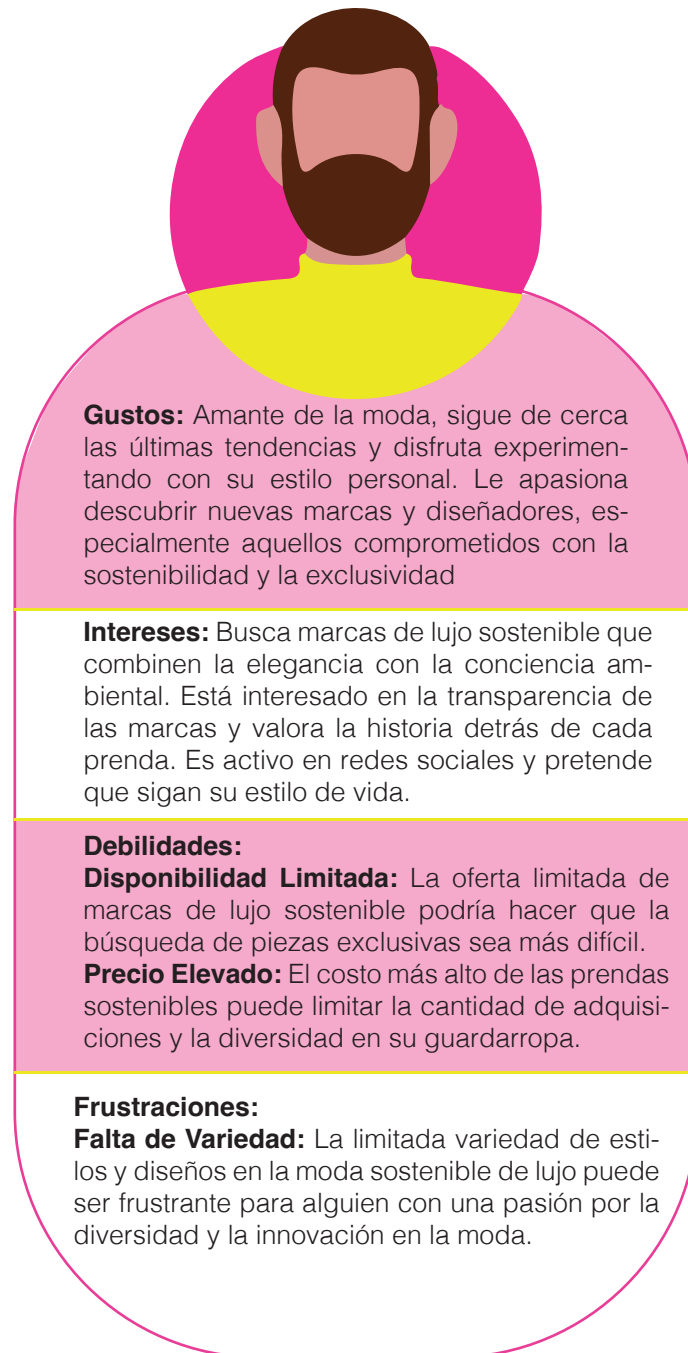 Gustos: Amante de la moda, sigue de cerca
las últimas tendencias y disfruta experimen-
tando con su estilo personal. Le apasiona
descubrir nuevas marcas y diseñadores, es-
pecialmente aquellos comprometidos con la
sostenibilidad y la exclusividad
Intereses: Busca marcas de lujo sostenible que
combinen la elegancia con la conciencia am-
biental. Está interesado en la transparencia de
las marcas y valora la historia detrás de cada
prenda. Es activo en redes sociales y pretende
que sigan su estilo de vida.
Debilidades:
Disponibilidad Limitada: La oferta limitada de
marcas de lujo sostenible podría hacer que la
búsqueda de piezas exclusivas sea más difícil.
Precio Elevado: El costo más alto de las prendas
sostenibles puede limitar la cantidad de adquisi-
ciones y la diversidad en su guardarropa.
Frustraciones:
Falta de Variedad: La limitada variedad de esti-
los y diseños en la moda sostenible de lujo puede
ser frustrante para alguien con una pasión por la
diversidad y la innovación en la moda.